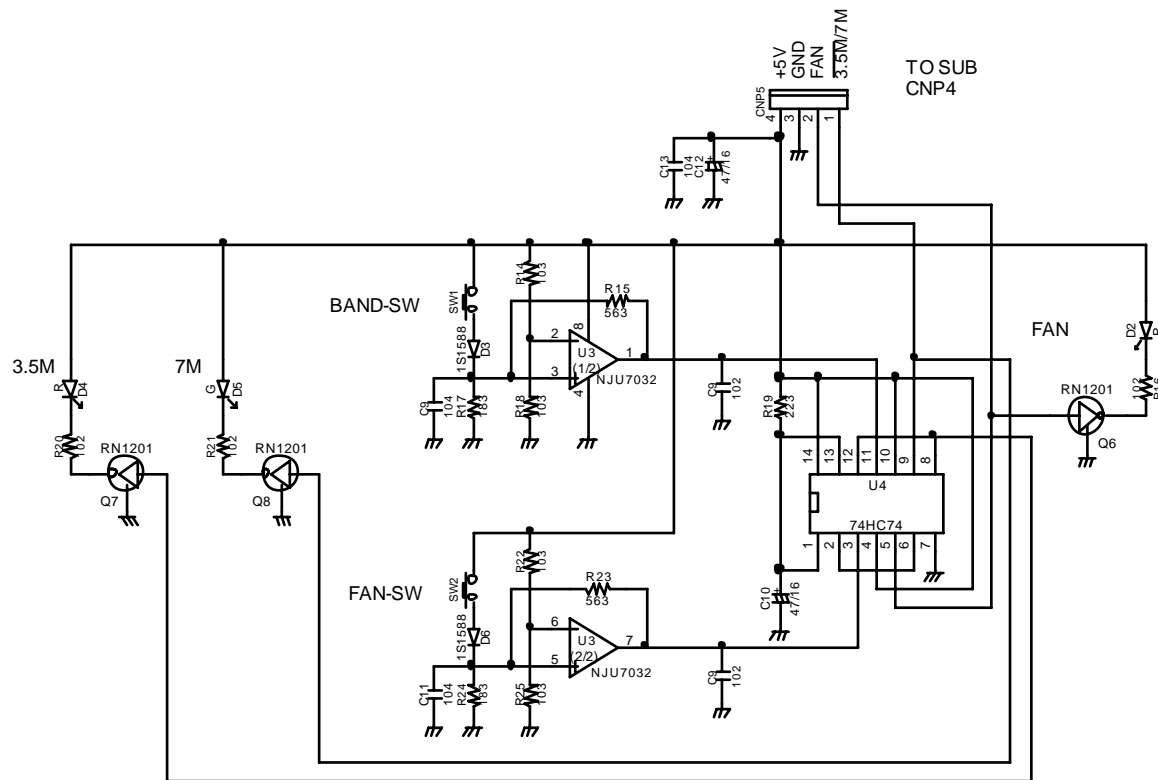 +5V
GND
FAN
3.5M/7M
TO SUB
CNP4
CNP5
4
3
2
1
C13
104
C12
+
47/16
BAND-SW
SW1
1S1588
D3
R14
103
R15
563
8
2
3
1
4
U3
(1/2)
NJU7032
C9
104
R17
183
R18
103
C9
102
3.5M
R
D4
R20
102
RN1201
Q7
7M
G
D5
R21
102
RN1201
Q8
FAN
D2
R
102
R16
RN1201
Q6
R19
223
14
13
12
11
10
9
8
U4
74HC74
1
2
3
4
5
6
7
C10
+
47/16
FAN-SW
SW2
1S1588
D6
R22
103
R23
563
6
5
7
U3
(2/2)
NJU7032
C11
104
R24
183
R25
103
C9
102